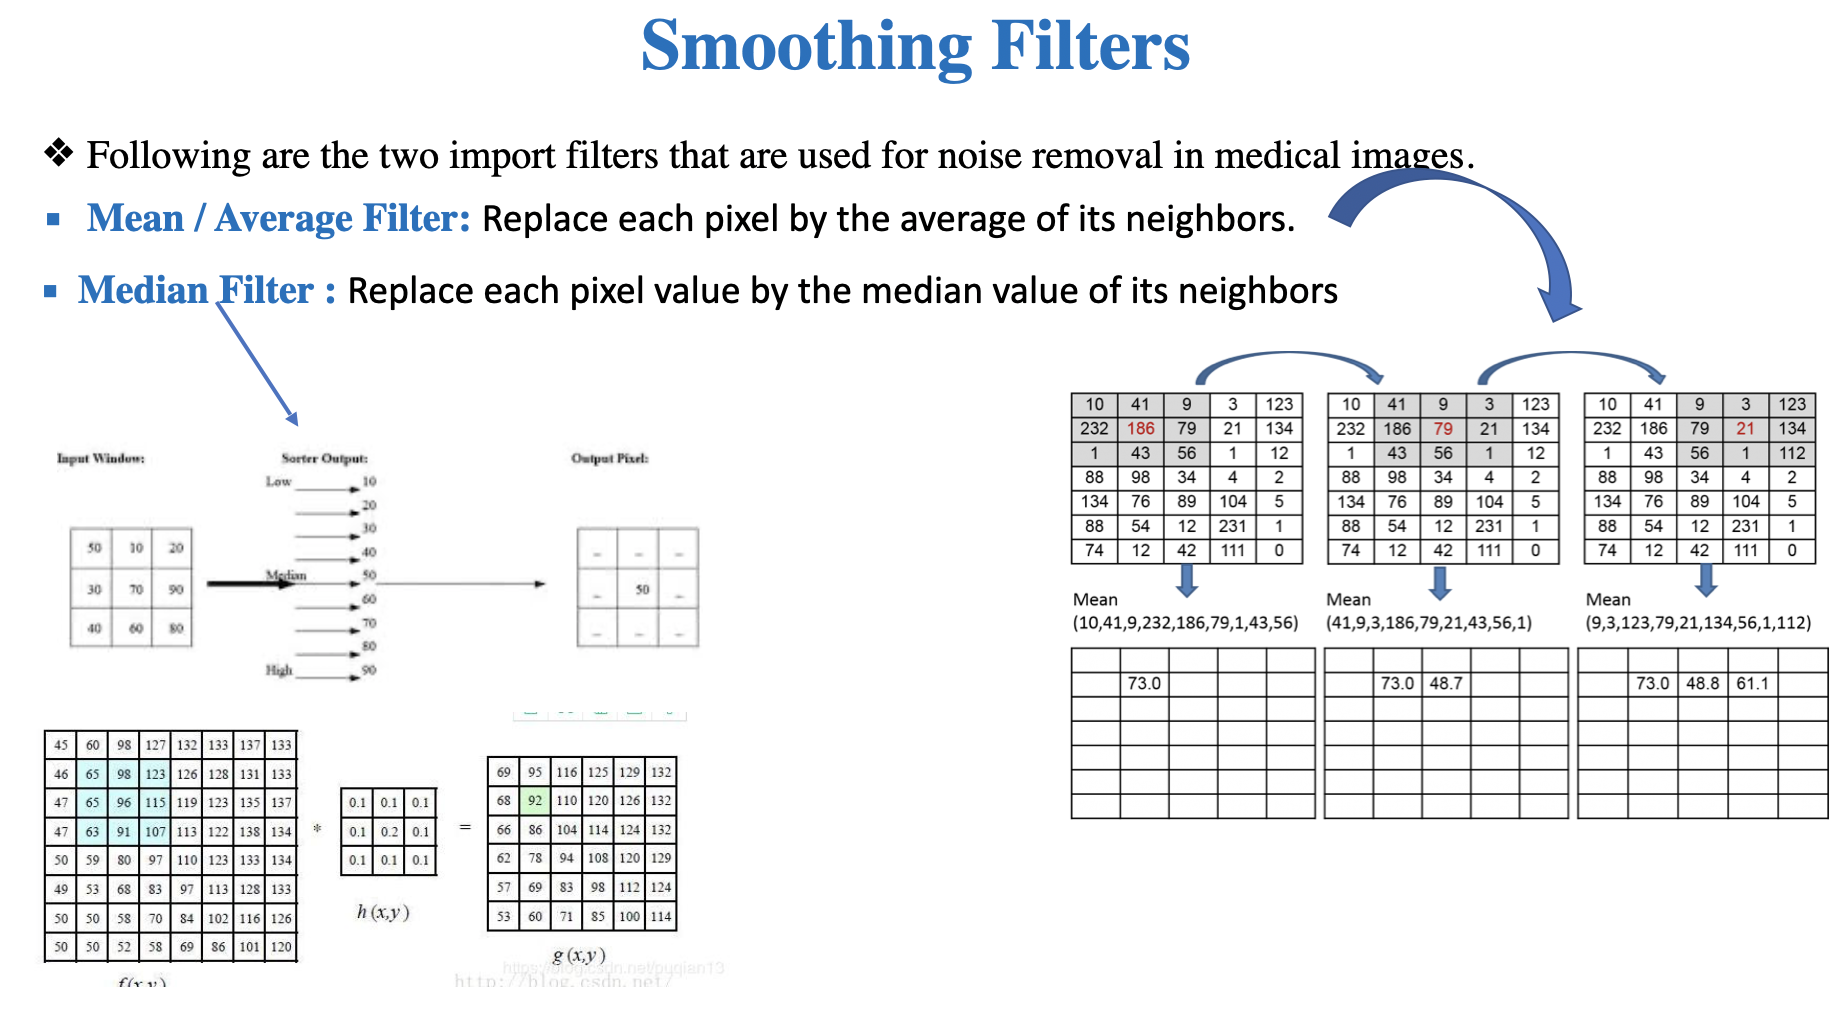 Smoothing Filters
❖ Following are the two import filters that are used for noise removal in medical images.
▪ Mean / Average Filter: Replace each pixel by the average of its neighbors.
▪ Median Filter : Replace each pixel value by the median value of its neighbors
Input Window: Sorter Output: Output Pixel:
Low 10
20
30
40
Median 50
60
70
80
High 90
50 10 20
30 70 90
40 60 80
– – –
– 50 –
– – –
10 41 9 3 123
232 186 79 21 134
1 43 56 1 12
88 98 34 4 2
134 76 89 104 5
88 54 12 231 1
74 12 42 111 0
Mean
(10,41,9,232,186,79,1,43,56)
73.0
10 41 9 3 123
232 186 79 21 134
1 43 56 1 12
88 98 34 4 2
134 76 89 104 5
88 54 12 231 1
74 12 42 111 0
Mean
(41,9,3,186,79,21,43,56,1)
73.0 48.7
10 41 9 3 123
232 186 79 21 134
1 43 56 1 112
88 98 34 4 2
134 76 89 104 5
88 54 12 231 1
74 12 42 111 0
Mean
(9,3,123,79,21,134,56,1,112)
73.0 48.8 61.1
45 60 98 127 132 133 137 133
46 65 98 123 126 128 131 133
47 65 96 115 119 123 135 137
47 63 91 107 113 122 138 134
50 59 80 97 110 123 133 134
49 53 68 83 97 113 128 133
50 50 58 70 84 102 116 126
50 50 52 58 69 86 101 120
f(x,y)
*
0.1 0.1 0.1
0.1 0.2 0.1
0.1 0.1 0.1
h(x,y)
=
69 95 116 125 129 132
68 92 110 120 126 132
66 86 104 114 124 132
62 78 94 108 120 129
57 69 83 98 112 124
53 60 71 85 100 114
g(x,y)
https://blog.csdn.net/puqian13
http://blog.csdn.net/